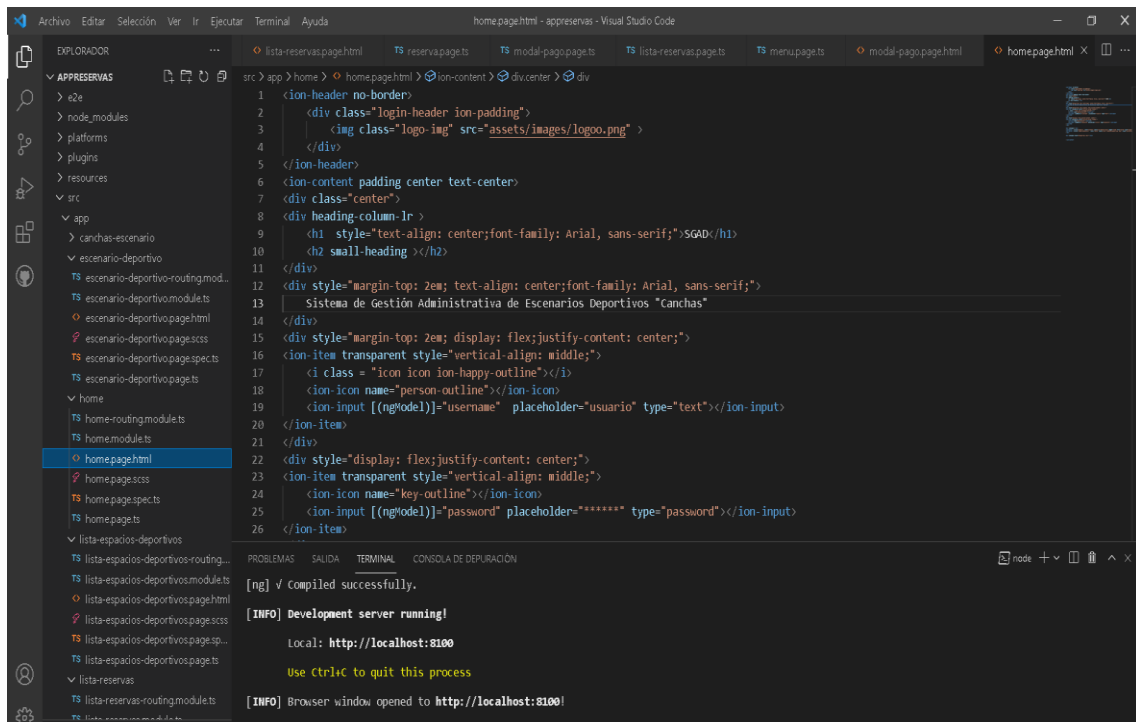 Archivo Editar Selección Ver Ir Ejecutar Terminal Ayuda home.page.html - appreservas - Visual Studio Code
EXPLORADOR
APPRESERVAS
e2e
node_modules
platforms
plugins
resources
src
app
canchas-escenario
escenario-deportivo
TS escenario-deportivo-routing.mod...
TS escenario-deportivo.module.ts
escenario-deportivo.page.html
escenario-deportivo.page.scss
TS escenario-deportivo.page.spec.ts
TS escenario-deportivo.page.ts
home
TS home-routing.module.ts
TS home.module.ts
home.page.html
home.page.scss
TS home.page.spec.ts
TS home.page.ts
lista-espacios-deportivos
TS lista-espacios-deportivos-routing...
TS lista-espacios-deportivos.module.ts
lista-espacios-deportivos.page.html
lista-espacios-deportivos.page.scss
TS lista-espacios-deportivos.page.sp...
TS lista-espacios-deportivos.page.ts
lista-reservas
TS lista-reservas-routing.module.ts
lista-reservas.page.html TS reserva.page.ts TS modal-pago.page.ts TS lista-reservas.page.ts TS menu.page.ts modal-pago.page.html home.page.html
src > app > home > home.page.html > ion-content > div.center > div
1 <ion-header no-border>
2 <div class="login-header ion-padding">
3 <img class="logo-img" src="assets/images/logoo.png" >
4 </div>
5 </ion-header>
6 <ion-content padding center text-center>
7 <div class="center">
8 <div heading-column-lr >
9 <h1 style="text-align: center;font-family: Arial, sans-serif;">SGAD</h1>
10 <h2 small-heading ></h2>
11 </div>
12 <div style="margin-top: 2em; text-align: center;font-family: Arial, sans-serif;">
13 Sistema de Gestión Administrativa de Escenarios Deportivos "Canchas"
14 </div>
15 <div style="margin-top: 2em; display: flex;justify-content: center;">
16 <ion-item transparent style="vertical-align: middle;">
17 <i class = "icon icon ion-happy-outline"></i>
18 <ion-icon name="person-outline"></ion-icon>
19 <ion-input [(ngModel)]="username" placeholder="usuario" type="text"></ion-input>
20 </ion-item>
21 </div>
22 <div style="display: flex;justify-content: center;">
23 <ion-item transparent style="vertical-align: middle;">
24 <ion-icon name="key-outline"></ion-icon>
25 <ion-input [(ngModel)]="password" placeholder="******" type="password"></ion-input>
26 </ion-item>
PROBLEMAS SALIDA TERMINAL CONSOLA DE DEPURACIÓN node
[ng] √ Compiled successfully.
[INFO] Development server running!
Local: http://localhost:8100
Use Ctrl+C to quit this process
[INFO] Browser window opened to http://localhost:8100!